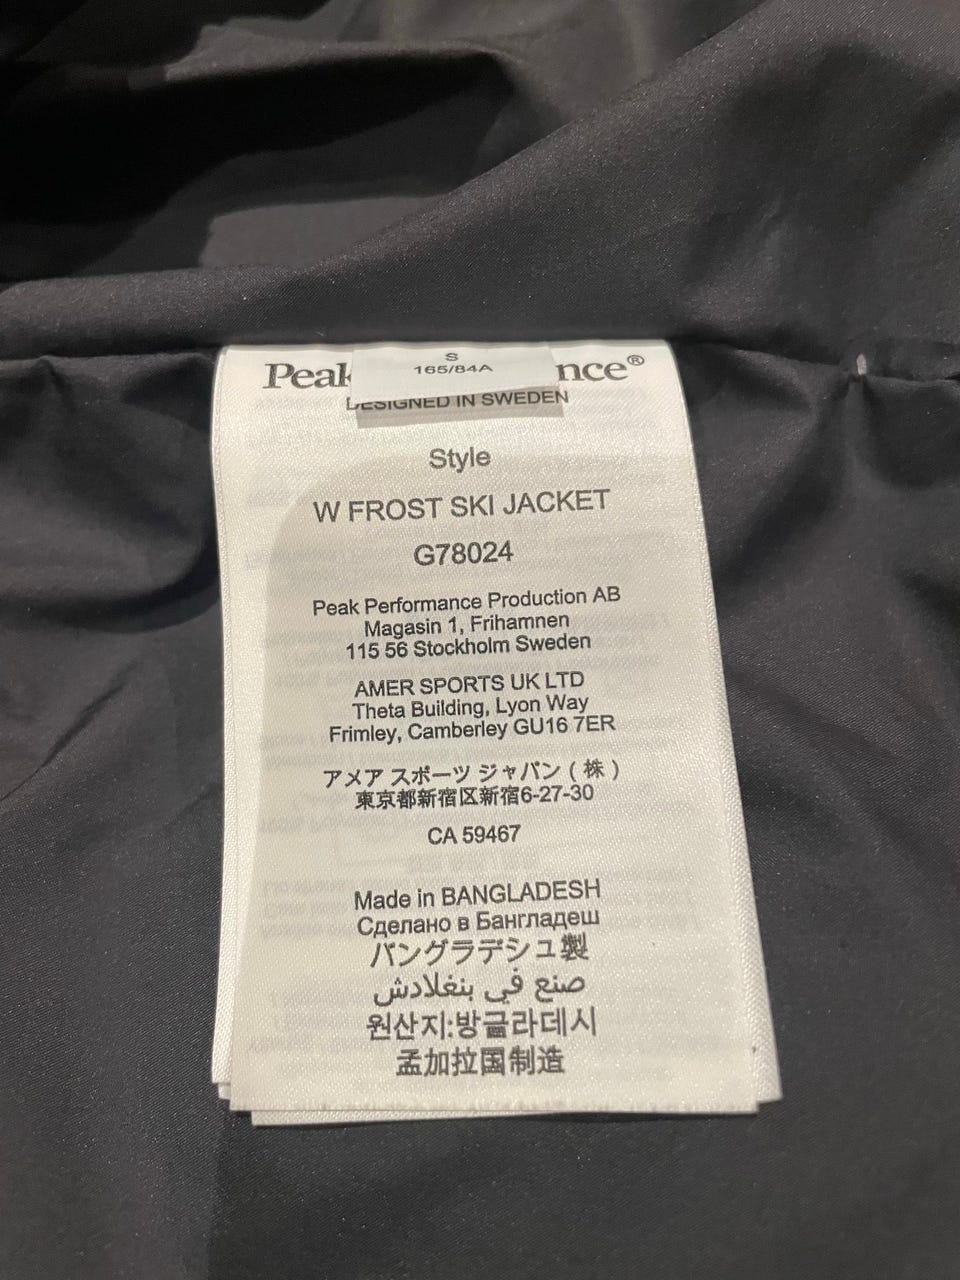 S
165/84A
Peak nce®
DESIGNED IN SWEDEN
Style
W FROST SKI JACKET
G78024
Peak Performance Production AB
Magasin 1, Frihamnen
115 56 Stockholm Sweden
AMER SPORTS UK LTD
Theta Building, Lyon Way
Frimley, Camberley GU16 7ER
アメア スポーツ ジャパン ( 株 )
東京都新宿区新宿6-27-30
CA 59467
Made in BANGLADESH
Сделано в Бангладеш
バングラデシュ製
صنع في بنغلادش
원산지:방글라데시
孟加拉国制造